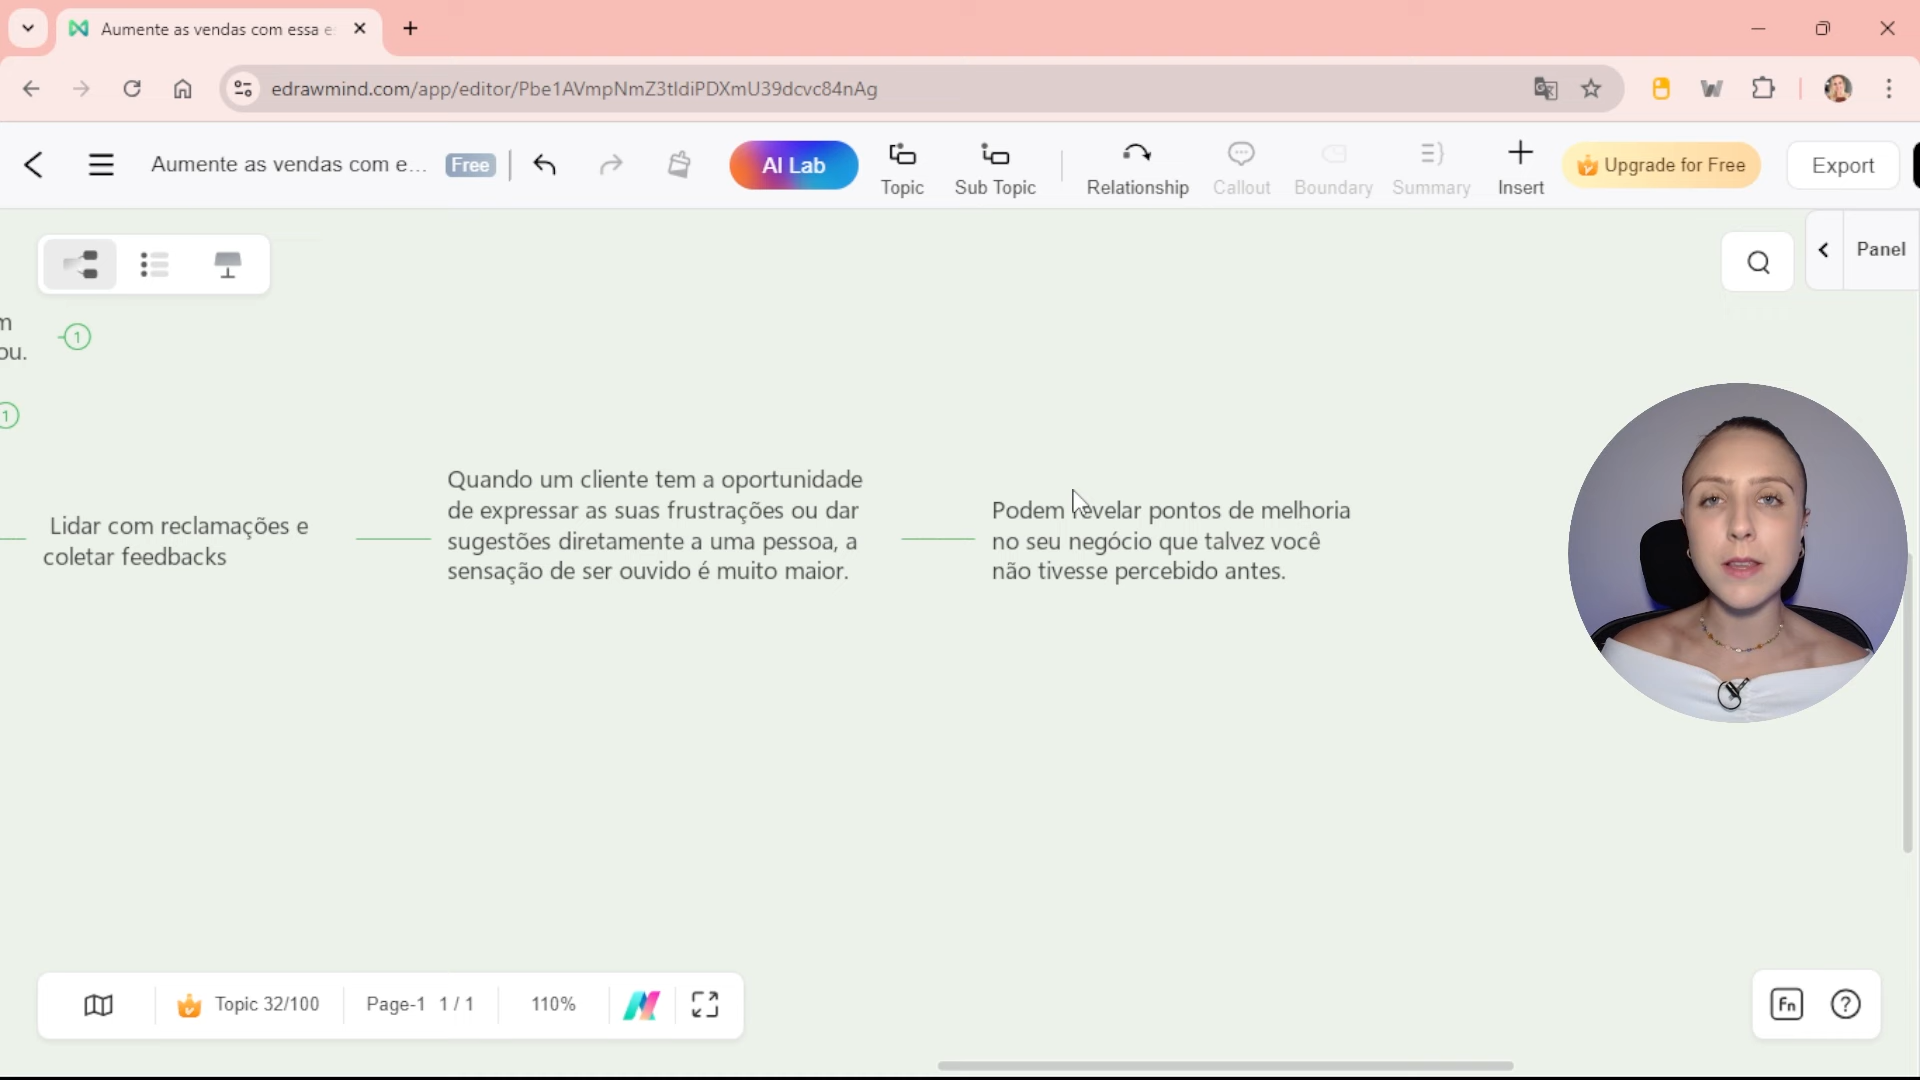 Aumente as vendas com essa e
edrawmind.com/app/editor/Pbe1AVmpNmZ3tIdiPDXmU39dcvc84nAg
Aumente as vendas com e...
Free
AI Lab
Topic
Sub Topic
Relationship
Callout
Boundary
Summary
Insert
Upgrade for Free
Export
Panel
m
ou.
1
1
Lidar com reclamações e
coletar feedbacks
Quando um cliente tem a oportunidade
de expressar as suas frustrações ou dar
sugestões diretamente a uma pessoa, a
sensação de ser ouvido é muito maior.
Podem revelar pontos de melhoria
no seu negócio que talvez você
não tivesse percebido antes.
Topic 32/100
Page-1 1 / 1
110%
Fn